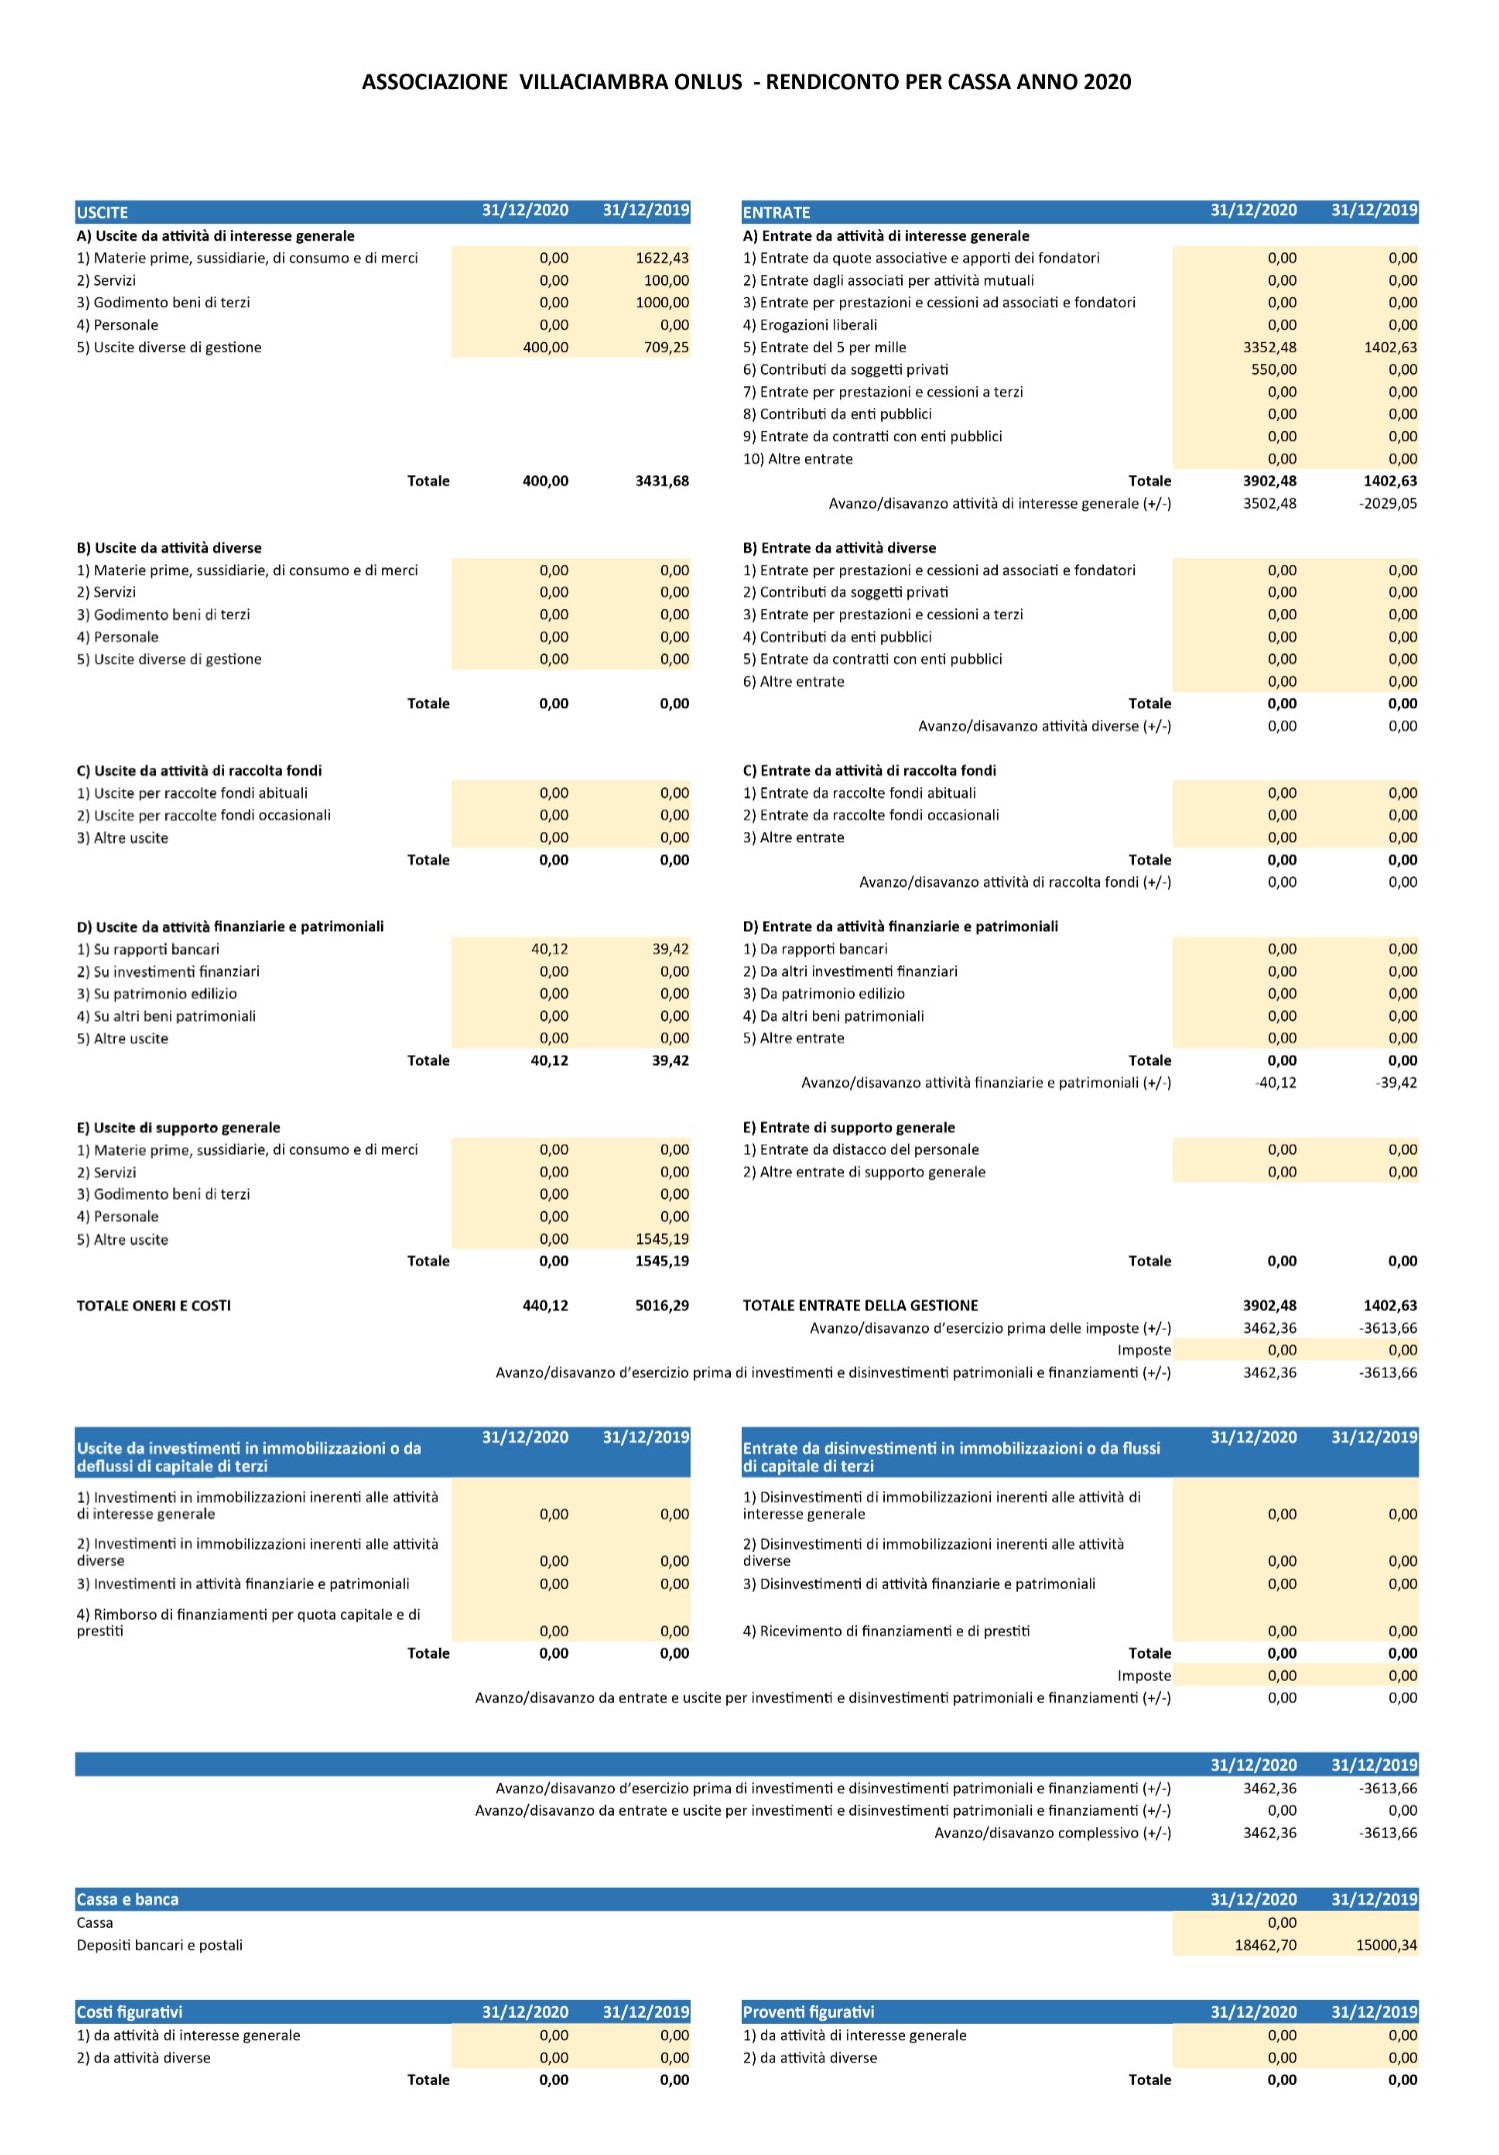 ASSOCIAZIONE VILLACIAMBRA ONLUS - RENDICONTO PER CASSA ANNO 2020
USCITE 31/12/2020 31/12/2019 ENTRATE 31/12/2020 31/12/2019
A) Uscite da attività di interesse generale A) Entrate da attività di interesse generale
1) Materie prime, sussidiarie, di consumo e di merci 0,00 1622,43 1) Entrate da quote associative e apporti dei fondatori 0,00 0,00
2) Servizi 0,00 100,00 2) Entrate dagli associati per attività mutuali 0,00 0,00
3) Godimento beni di terzi 0,00 1000,00 3) Entrate per prestazioni e cessioni ad associati e fondatori 0,00 0,00
4) Personale 0,00 0,00 4) Erogazioni liberali 0,00 0,00
5) Uscite diverse di gestione 400,00 709,25 5) Entrate del 5 per mille 3352,48 1402,63
6) Contributi da soggetti privati 550,00 0,00
7) Entrate per prestazioni e cessioni a terzi 0,00 0,00
8) Contributi da enti pubblici 0,00 0,00
9) Entrate da contratti con enti pubblici 0,00 0,00
10) Altre entrate 0,00 0,00
Totale 400,00 3431,68 Totale 3902,48 1402,63
Avanzo/disavanzo attività di interesse generale (+/-) 3502,48 -2029,05
B) Uscite da attività diverse B) Entrate da attività diverse
1) Materie prime, sussidiarie, di consumo e di merci 0,00 0,00 1) Entrate per prestazioni e cessioni ad associati e fondatori 0,00 0,00
2) Servizi 0,00 0,00 2) Contributi da soggetti privati 0,00 0,00
3) Godimento beni di terzi 0,00 0,00 3) Entrate per prestazioni e cessioni a terzi 0,00 0,00
4) Personale 0,00 0,00 4) Contributi da enti pubblici 0,00 0,00
5) Uscite diverse di gestione 0,00 0,00 5) Entrate da contratti con enti pubblici 0,00 0,00
6) Altre entrate 0,00 0,00
Totale 0,00 0,00 Totale 0,00 0,00
Avanzo/disavanzo attività diverse (+/-) 0,00 0,00
C) Uscite da attività di raccolta fondi C) Entrate da attività di raccolta fondi
1) Uscite per raccolte fondi abituali 0,00 0,00 1) Entrate da raccolte fondi abituali 0,00 0,00
2) Uscite per raccolte fondi occasionali 0,00 0,00 2) Entrate da raccolte fondi occasionali 0,00 0,00
3) Altre uscite 0,00 0,00 3) Altre entrate 0,00 0,00
Totale 0,00 0,00 Totale 0,00 0,00
Avanzo/disavanzo attività di raccolta fondi (+/-) 0,00 0,00
D) Uscite da attività finanziarie e patrimoniali D) Entrate da attività finanziarie e patrimoniali
1) Su rapporti bancari 40,12 39,42 1) Da rapporti bancari 0,00 0,00
2) Su investimenti finanziari 0,00 0,00 2) Da altri investimenti finanziari 0,00 0,00
3) Su patrimonio edilizio 0,00 0,00 3) Da patrimonio edilizio 0,00 0,00
4) Su altri beni patrimoniali 0,00 0,00 4) Da altri beni patrimoniali 0,00 0,00
5) Altre uscite 0,00 0,00 5) Altre entrate 0,00 0,00
Totale 40,12 39,42 Totale 0,00 0,00
Avanzo/disavanzo attività finanziarie e patrimoniali (+/-) -40,12 -39,42
E) Uscite di supporto generale E) Entrate di supporto generale
1) Materie prime, sussidiarie, di consumo e di merci 0,00 0,00 1) Entrate da distacco del personale 0,00 0,00
2) Servizi 0,00 0,00 2) Altre entrate di supporto generale 0,00 0,00
3) Godimento beni di terzi 0,00 0,00
4) Personale 0,00 0,00
5) Altre uscite 0,00 1545,19
Totale 0,00 1545,19 Totale 0,00 0,00
TOTALE ONERI E COSTI 440,12 5016,29 TOTALE ENTRATE DELLA GESTIONE 3902,48 1402,63
Avanzo/disavanzo d'esercizio prima delle imposte (+/-) 3462,36 -3613,66
Imposte 0,00 0,00
Avanzo/disavanzo d'esercizio prima di investimenti e disinvestimenti patrimoniali e finanziamenti (+/-) 3462,36 -3613,66
31/12/2020 31/12/2019 31/12/2020 31/12/2019
Uscite da investimenti in immobilizzazioni o da Entrate da disinvestimenti in immobilizzazioni o da flussi
deflussi di capitale di terzi di capitale di terzi
1) Investimenti in immobilizzazioni inerenti alle attività 1) Disinvestimenti di immobilizzazioni inerenti alle attività di
di interesse generale 0,00 0,00 interesse generale 0,00 0,00
2) Investimenti in immobilizzazioni inerenti alle attività 2) Disinvestimenti di immobilizzazioni inerenti alle attività
diverse 0,00 0,00 diverse 0,00 0,00
3) Investimenti in attività finanziarie e patrimoniali 0,00 0,00 3) Disinvestimenti di attività finanziarie e patrimoniali 0,00 0,00
4) Rimborso di finanziamenti per quota capitale e di
prestiti 0,00 0,00 4) Ricevimento di finanziamenti e di prestiti 0,00 0,00
Totale 0,00 0,00 Totale 0,00 0,00
Imposte 0,00 0,00
Avanzo/disavanzo da entrate e uscite per investimenti e disinvestimenti patrimoniali e finanziamenti (+/-) 0,00 0,00
31/12/2020 31/12/2019
Avanzo/disavanzo d'esercizio prima di investimenti e disinvestimenti patrimoniali e finanziamenti (+/-) 3462,36 -3613,66
Avanzo/disavanzo da entrate e uscite per investimenti e disinvestimenti patrimoniali e finanziamenti (+/-) 0,00 0,00
Avanzo/disavanzo complessivo (+/-) 3462,36 -3613,66
Cassa e banca 31/12/2020 31/12/2019
Cassa 0,00
Depositi bancari e postali 18462,70 15000,34
Costi figurativi 31/12/2020 31/12/2019 Proventi figurativi 31/12/2020 31/12/2019
1) da attività di interesse generale 0,00 0,00 1) da attività di interesse generale 0,00 0,00
2) da attività diverse 0,00 0,00 2) da attività diverse 0,00 0,00
Totale 0,00 0,00 Totale 0,00 0,00